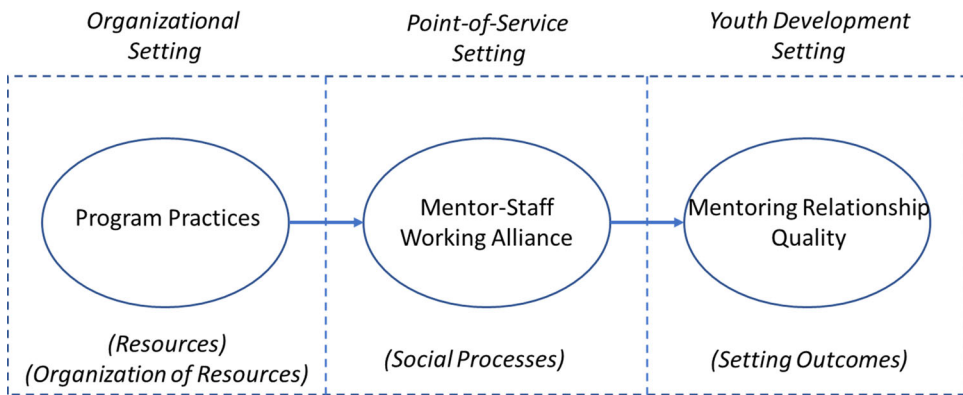 Organizational
Setting
Point-of-Service
Setting
Youth Development
Setting
Program Practices
Mentor-Staff
Working Alliance
Mentoring Relationship
Quality
(Resources)
(Organization of Resources)
(Social Processes)
(Setting Outcomes)